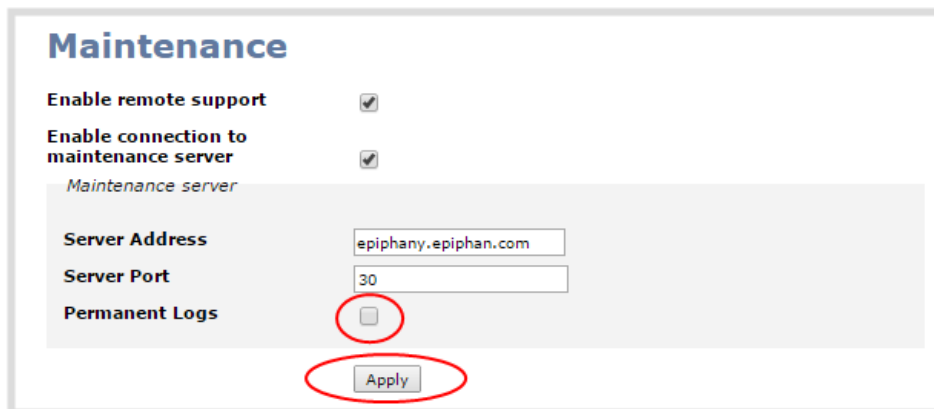 Maintenance
Enable remote support
Enable connection to
maintenance server
Maintenance server
Server Address epiphany.epiphan.com
Server Port 30
Permanent Logs
Apply